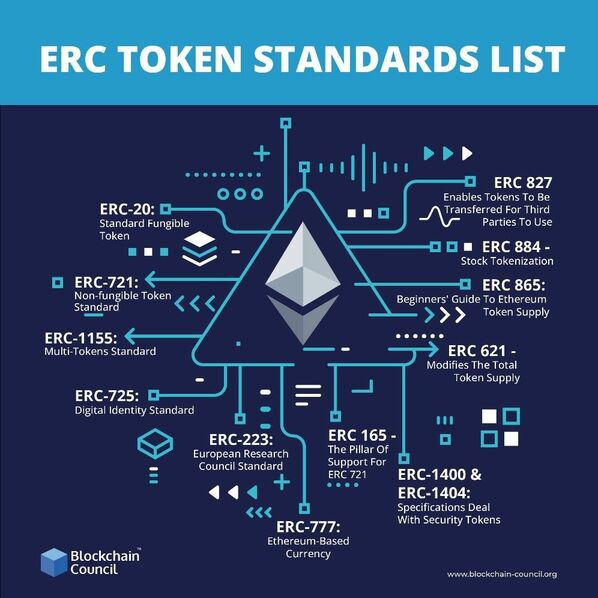 ERC TOKEN STANDARDS LIST
ERC-20:
Standard Fungible
Token
ERC-721:
Non-fungible Token
Standard
ERC-1155:
Multi-Tokens Standard
ERC-725:
Digital Identity Standard
ERC-223:
European Research
Council Standard
ERC-777:
Ethereum-Based
Currency
ERC 165 -
The Pillar Of
Support For
ERC 721
ERC-1400 &
ERC-1404:
Specifications Deal
With Security Tokens
ERC 621 -
Modifies The Total
Token Supply
ERC 865:
Beginners' Guide To Ethereum
Token Supply
ERC 884 -
Stock Tokenization
ERC 827
Enables Tokens To Be
Transferred For Third
Parties To Use
Blockchain
Council
TM
www.blockchain-council.org